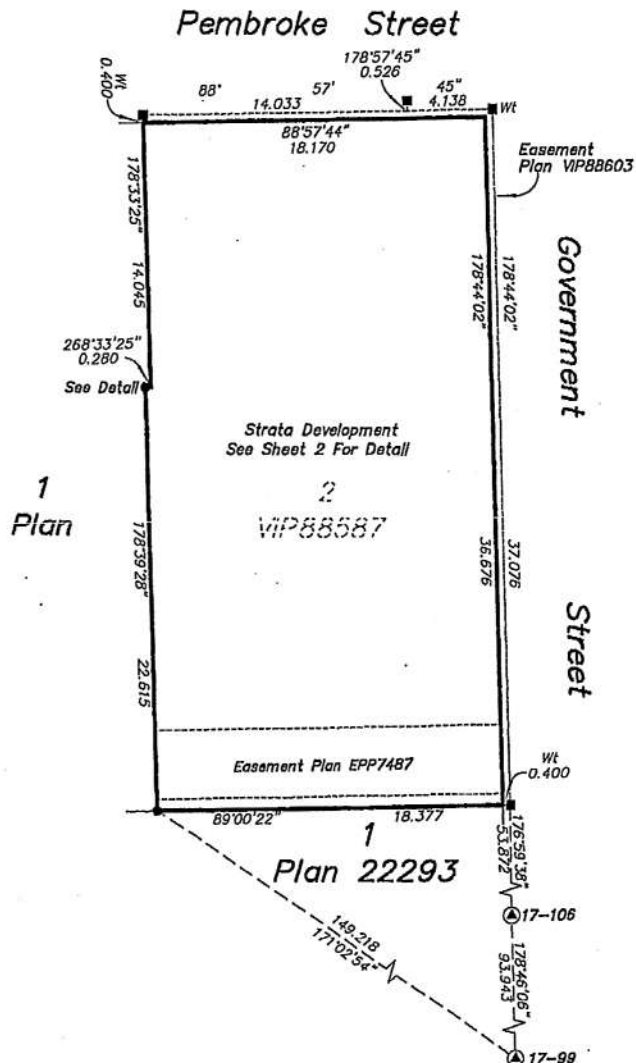 Pembroke Street
178°57'45"
0.526
88° 57' 45"
14.033 4.138
Wt
0.400
Wt
88°57'44"
18.170
Easement
Plan VIP88603
178°33'25"
14.045
178°44'02"
178°44'02"
Government
Street
268°33'25"
0.280
See Detail
Strata Development
See Sheet 2 For Detail
2
VIP88587
1
Plan
178°39'28"
22.615
36.676
37.076
Easement Plan EPP7487
Wt
0.400
89°00'22"
18.377
1
Plan 22293
176°59'38"
53.872
17-106
149.218
171°02'54"
178°46'06"
93.943
17-99